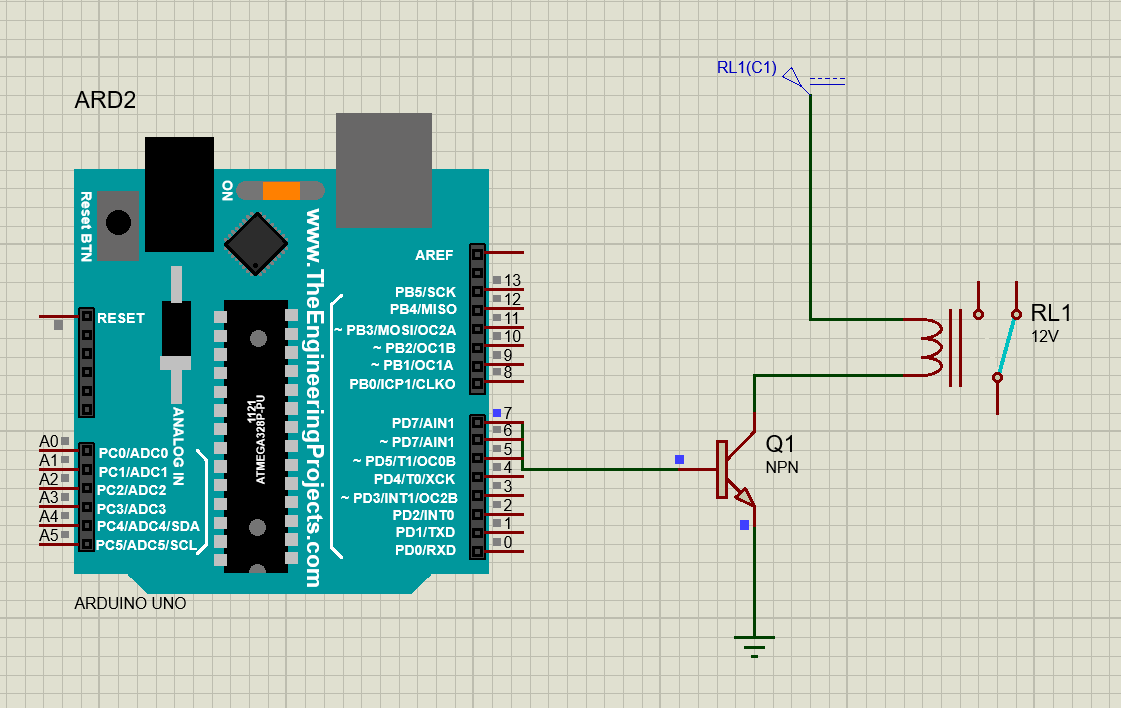 RL1(C1)
ARD2
ON
Reset BTN
www.TheEngineeringProjects.com
AREF
13
PB5/SCK
12
PB4/MISO
11
~ PB3/MOSI/OC2A
10
~ PB2/OC1B
9
~ PB1/OC1A
8
PB0/ICP1/CLKO
RESET
RL1
12V
7
PD7/AIN1
6
~ PD7/AIN1
5
~ PD5/T1/OC0B
4
PD4/T0/XCK
3
~ PD3/INT1/OC2B
2
PD2/INT0
1
PD1/TXD
0
PD0/RXD
1121
ATMEGA328P-PU
ANALOG IN
A0
PC0/ADC0
A1
PC1/ADC1
A2
PC2/ADC2
A3
PC3/ADC3
A4
PC4/ADC4/SDA
A5
PC5/ADC5/SCL
Q1
NPN
ARDUINO UNO